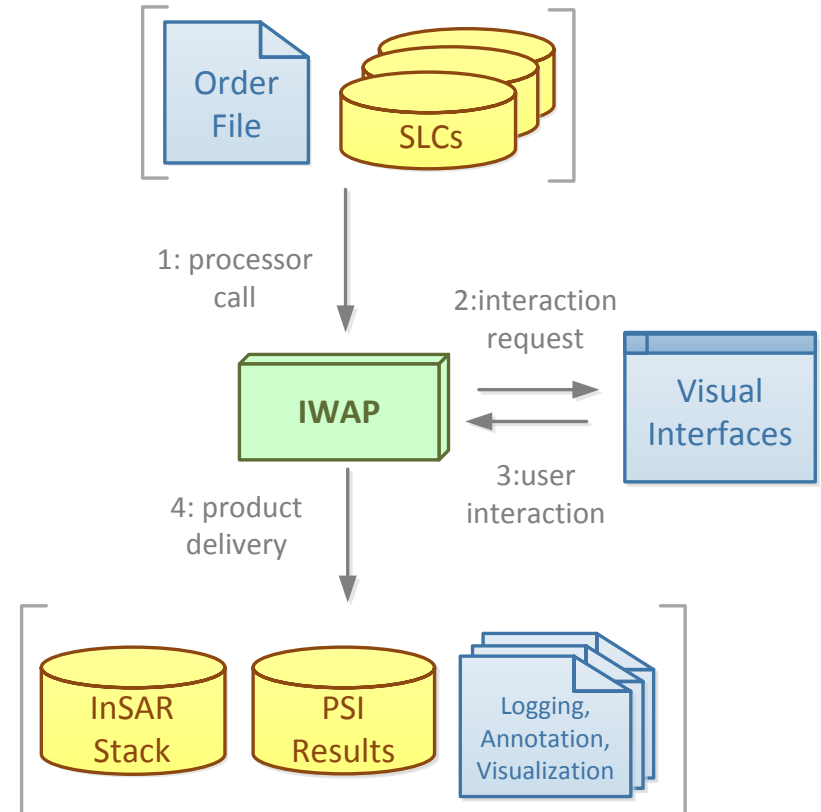 Order
File
SLCs
1: processor
call
2:interaction
request
IWAP
Visual
Interfaces
3:user
interaction
4: product
delivery
InSAR
Stack
PSI
Results
Logging,
Annotation,
Visualization